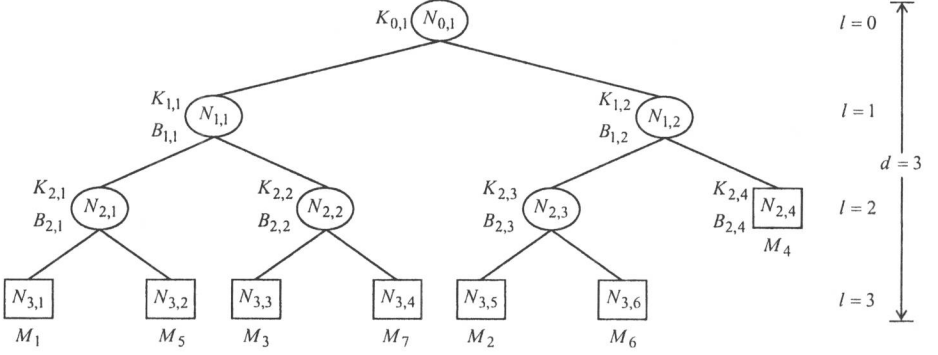 K0,1 N0,1 l = 0
K1,1 N1,1 K1,2 N1,2 l = 1
B1,1 B1,2
d = 3
K2,1 N2,1 K2,2 N2,2 K2,3 N2,3 K2,4 N2,4 l = 2
B2,1 B2,2 B2,3 B2,4
M4
N3,1 N3,2 N3,3 N3,4 N3,5 N3,6 l = 3
M1 M5 M3 M7 M2 M6